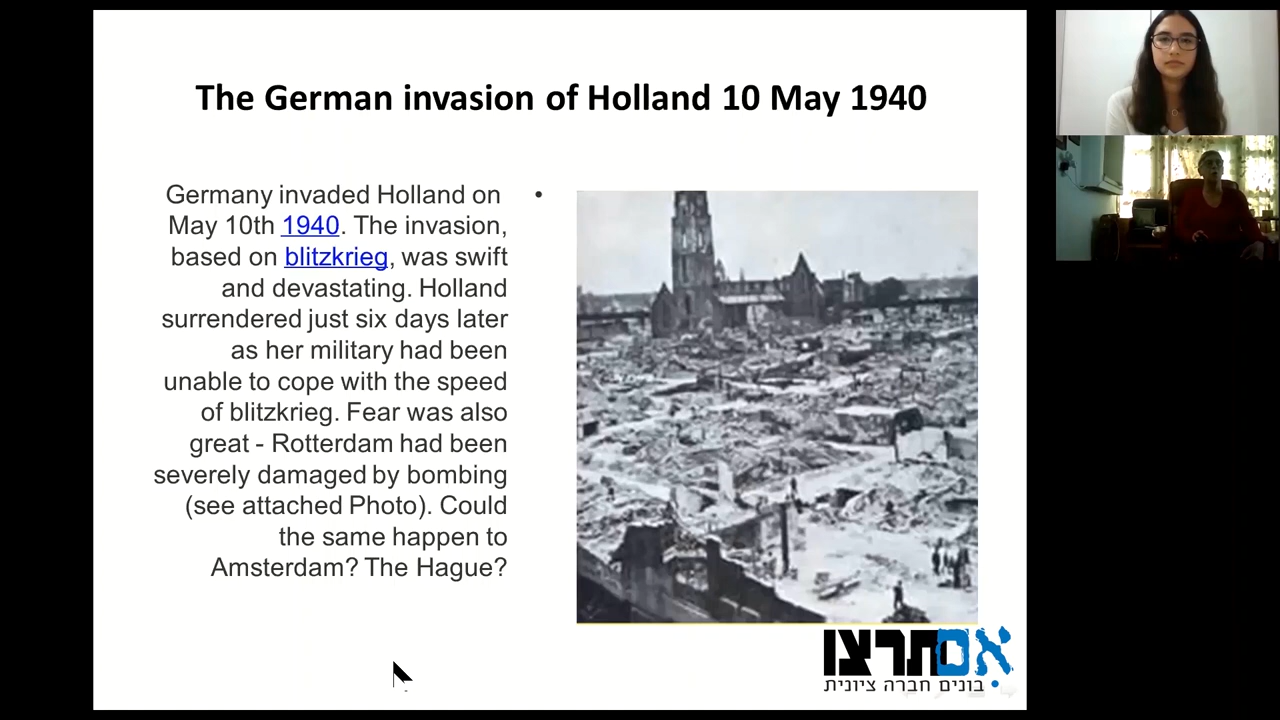 The German invasion of Holland 10 May 1940
Germany invaded Holland on •
May 10th 1940. The invasion,
based on blitzkrieg, was swift
and devastating. Holland
surrendered just six days later
as her military had been
unable to cope with the speed
of blitzkrieg. Fear was also
great - Rotterdam had been
severely damaged by bombing
(see attached Photo). Could
the same happen to
Amsterdam? The Hague?
אם תרצו
• בונים חברה ציונית